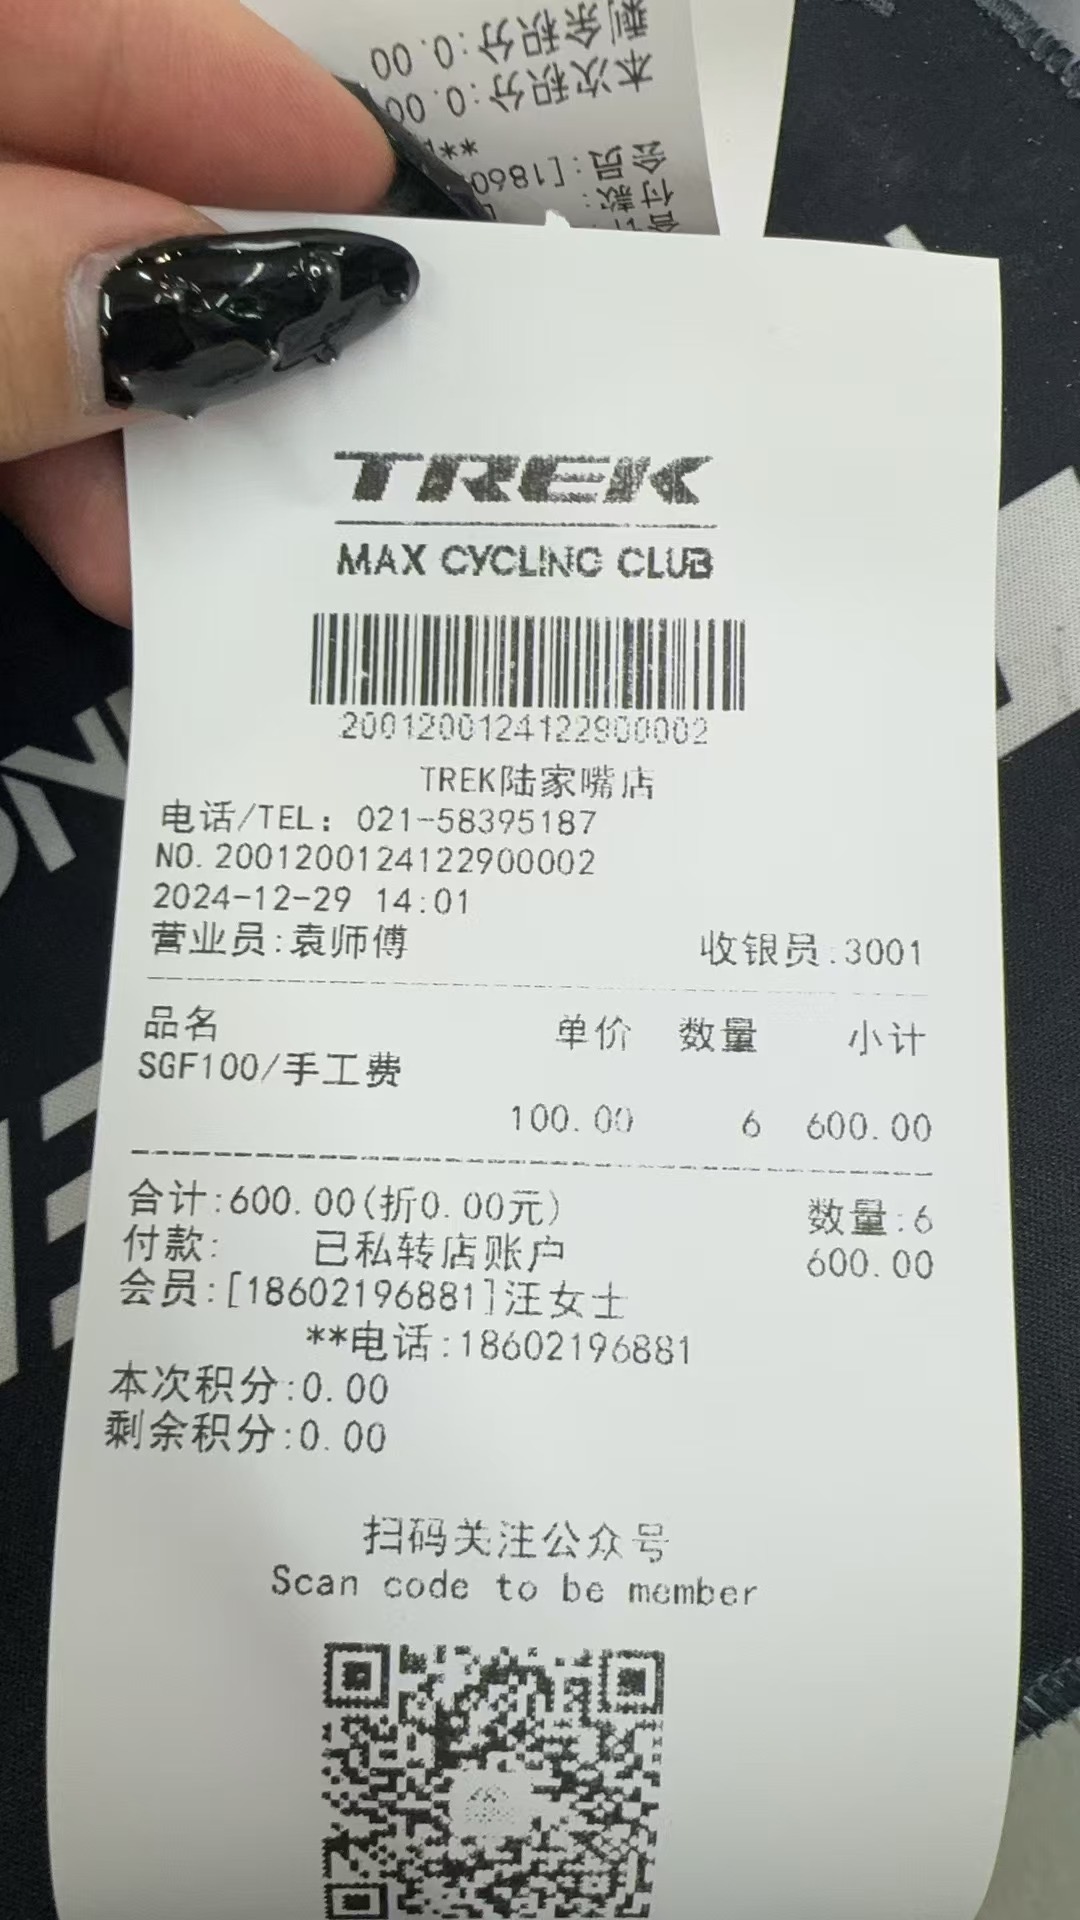 剩余积分:0.00
本次积分:0.00
会员:[1860
付款:
TREK
MAX CYCLING CLUB
2001200124122900002
TREK陆家嘴店
电话/TEL: 021-58395187
NO.2001200124122900002
2024-12-29 14:01
营业员:袁师傅 收银员:3001
品名 单价 数量 小计
SGF100/手工费
100.00 6 600.00
合计:600.00(折0.00元) 数量:6
付款: 已私转店账户 600.00
会员:[18602196881]汪女士
**电话:18602196881
本次积分:0.00
剩余积分:0.00
扫码关注公众号
Scan code to be member